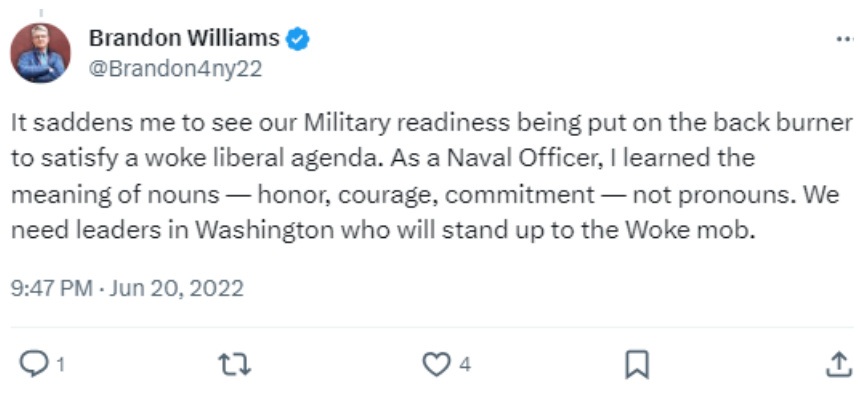 Brandon Williams
@Brandon4ny22
It saddens me to see our Military readiness being put on the back burner
to satisfy a woke liberal agenda. As a Naval Officer, I learned the
meaning of nouns — honor, courage, commitment — not pronouns. We
need leaders in Washington who will stand up to the Woke mob.
9:47 PM · Jun 20, 2022
1 4